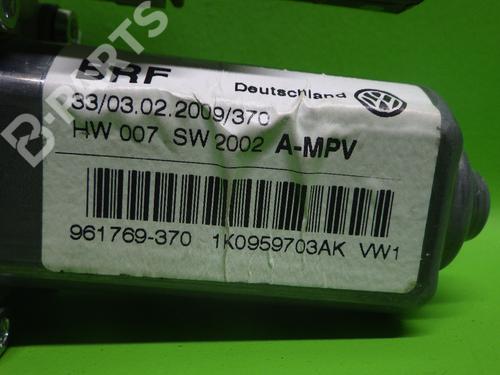 BRF
Deutschland
33/03.02.2009/370
HW 007 SW 2002 A-MPV
961769-370 1K0959703AK VW1
B-PARTS